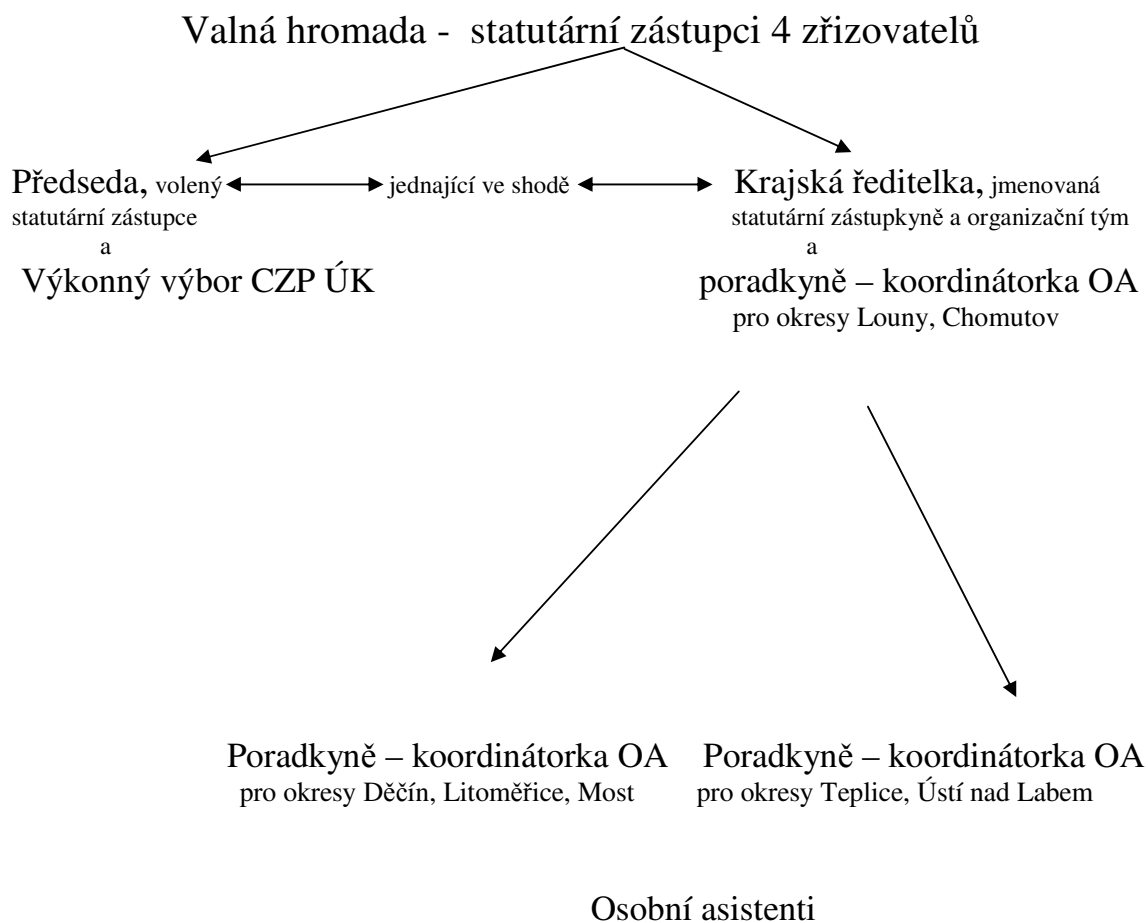 Valná hromada - statutární zástupci 4 zřizovatelů
Předseda, volený jednající ve shodě Krajská ředitelka, jmenovaná
statutární zástupce statutární zástupkyně a organizační tým
a a
Výkonný výbor CZP ÚK poradkyně – koordinátorka OA
pro okresy Louny, Chomutov
Poradkyně – koordinátorka OA Poradkyně – koordinátorka OA
pro okresy Děčín, Litoměřice, Most pro okresy Teplice, Ústí nad Labem
Osobní asistenti